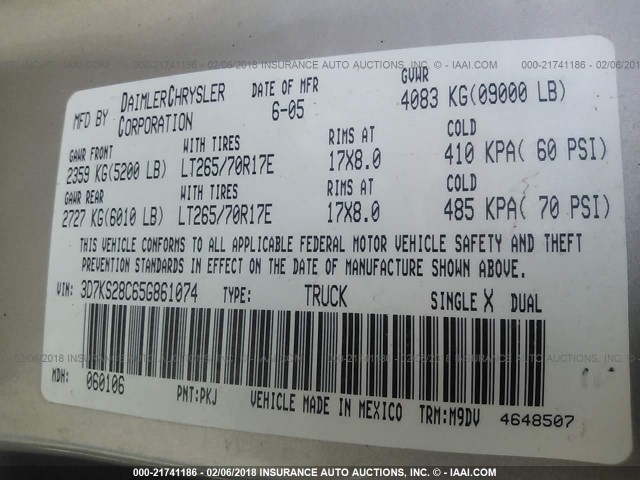 000-21741186 - 02/06/2018 INSURANCE AUTO AUCTIONS, INC. - © IAAI.COM
MFD BY DAIMLERCHRYSLER CORPORATION
DATE OF MFR 6-05
GVWR 4083 KG(09000 LB)
GAWR FRONT WITH TIRES RIMS AT COLD
2359 KG(5200 LB) LT265/70R17E 17X8.0 410 KPA( 60 PSI)
GAWR REAR WITH TIRES RIMS AT COLD
2727 KG(6010 LB) LT265/70R17E 17X8.0 485 KPA( 70 PSI)
THIS VEHICLE CONFORMS TO ALL APPLICABLE FEDERAL MOTOR VEHICLE SAFETY AND THEFT
PREVENTION STANDARDS IN EFFECT ON THE DATE OF MANUFACTURE SHOWN ABOVE.
VIN: 3D7KS28C65G861074 TYPE: TRUCK SINGLE X DUAL
MDH: 060106 PNT:PKJ VEHICLE MADE IN MEXICO TRM:M9DV 4648507
000-21741186 - 02/06/2018 INSURANCE AUTO AUCTIONS, INC. - © IAAI.COM